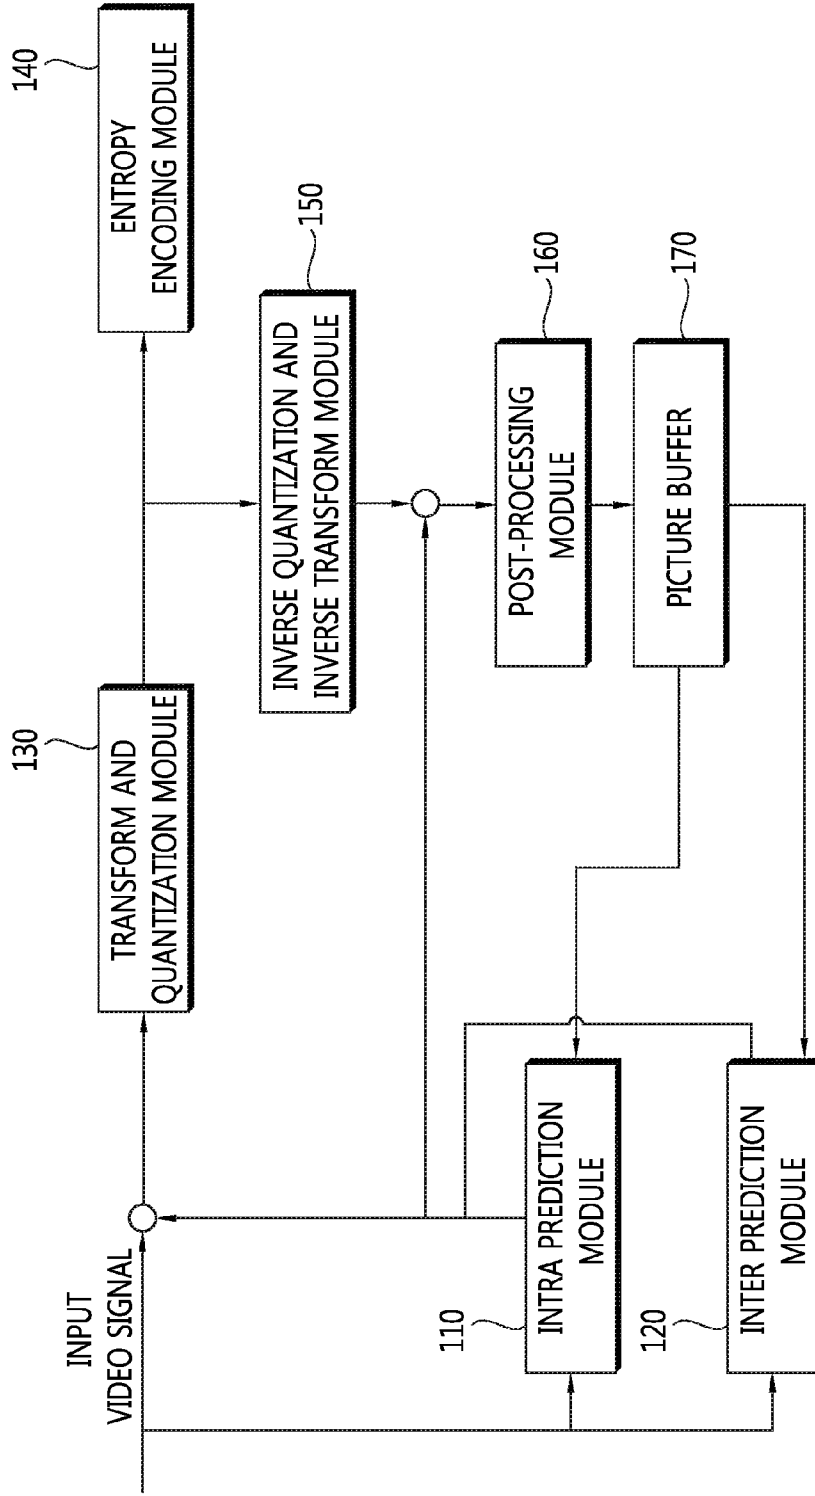 INPUT
VIDEO SIGNAL
130
TRANSFORM AND
QUANTIZATION MODULE
140
ENTROPY
ENCODING MODULE
150
INVERSE QUANTIZATION AND
INVERSE TRANSFORM MODULE
160
POST-PROCESSING
MODULE
170
PICTURE BUFFER
110
INTRA PREDICTION
MODULE
120
INTER PREDICTION
MODULE